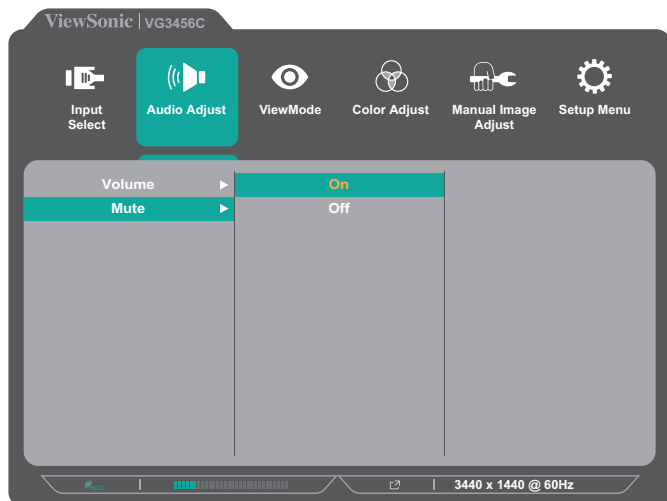 ViewSonic | VG3456C
Input Select
Audio Adjust
ViewMode
Color Adjust
Manual Image Adjust
Setup Menu
Volume
On
Mute
Off
3440 x 1440 @ 60Hz